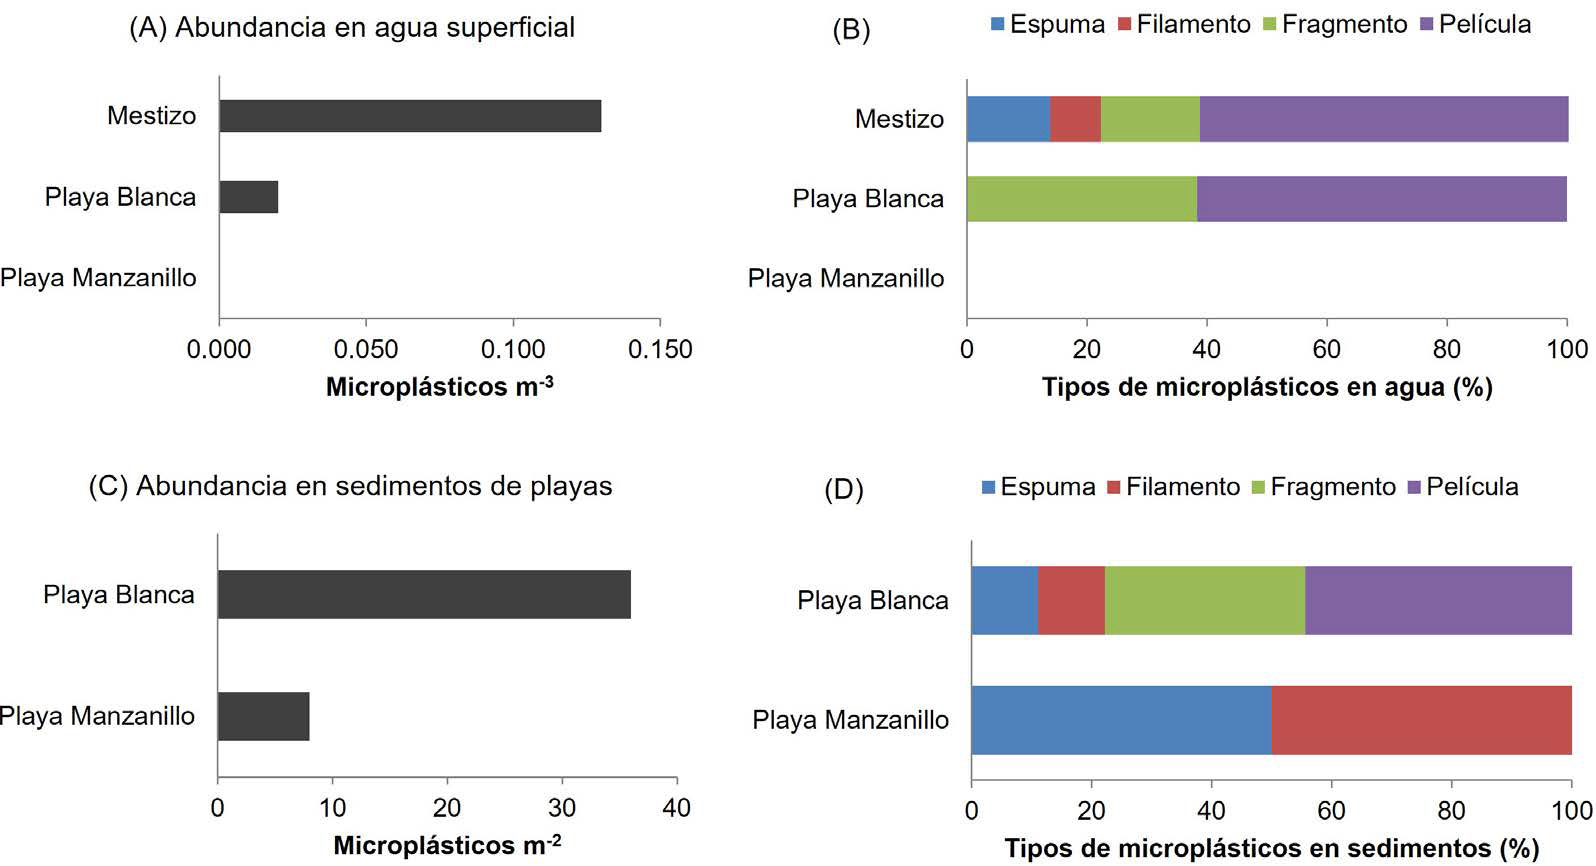 (A) Abundancia en agua superficial
Mestizo
Playa Blanca
Playa Manzanillo
0.000 0.050 0.100 0.150
Microplásticos m-3
(B)
Espuma Filamento Fragmento Película
Mestizo
Playa Blanca
Playa Manzanillo
0 20 40 60 80 100
Tipos de microplásticos en agua (%)
(C) Abundancia en sedimentos de playas
Playa Blanca
Playa Manzanillo
0 10 20 30 40
Microplásticos m-2
(D)
Espuma Filamento Fragmento Película
Playa Blanca
Playa Manzanillo
0 20 40 60 80 100
Tipos de microplásticos en sedimentos (%)